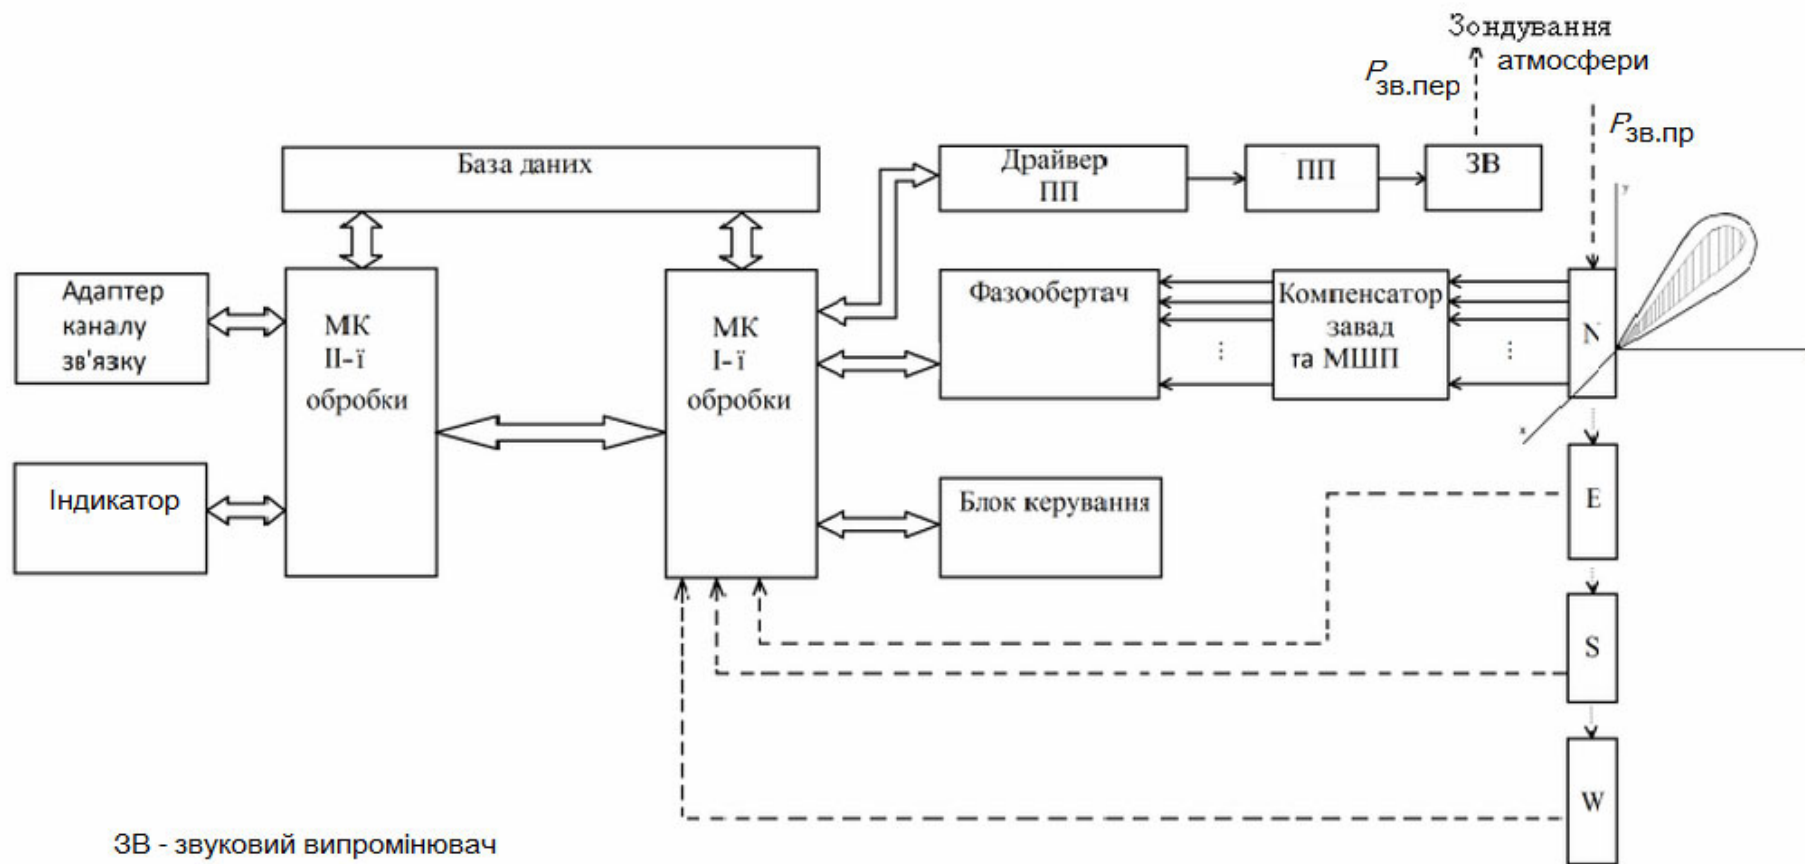 Зондування
атмосфери
Pзв.пер
Pзв.пр
База даних
Драйвер
ПП
ПП
ЗВ
y
Адаптер
каналу
зв'язку
МК
ІІ-ї
обробки
МК
І-ї
обробки
Фазообертач
Компенсатор
завад
та МШП
N
x
Індикатор
Блок керування
E
S
W
ЗВ - звуковий випромінювач